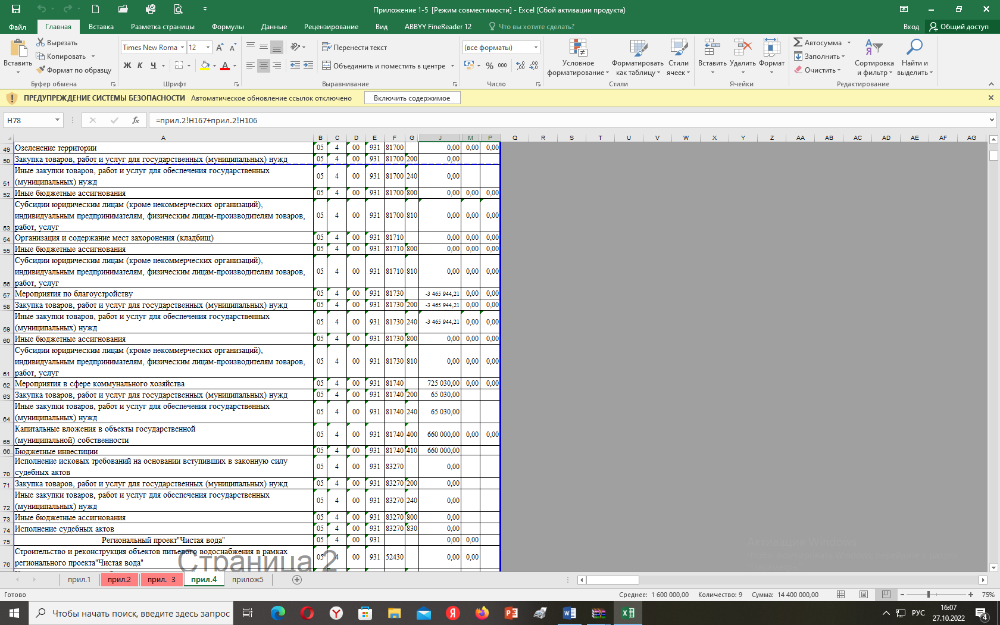 Приложение 1-5 [Режим совместимости] - Excel (Сбой активации продукта)
Файл Главная Вставка Разметка страницы Формулы Данные Рецензирование Вид ABBYY FineReader 12 Что вы хотите сделать? Вход Общий доступ
Вставить
Вырезать
Копировать
Формат по образцу
Буфер обмена
Times New Roma 12
Ж К Ч А
Шрифт
Перенести текст
Объединить и поместить в центре
Выравнивание
(все форматы)
% 000
Число
Условное форматирование
Форматировать как таблицу
Стили ячеек
Стили
Вставить Удалить Формат
Ячейки
Автосумма
Заполнить
Очистить
Сортировка и фильтр
Найти и выделить
Редактирование
ПРЕДУПРЕЖДЕНИЕ СИСТЕМЫ БЕЗОПАСНОСТИ Автоматическое обновление ссылок отключено Включить содержимое
H78 fx =прил.2!H167+прил.2!H106
A B C D E F G J M P Q R S T U V W X Y Z AA AB AC AD AE AF AG
49 Озеленение территории 05 4 00 931 81700 0,00 0,00 0,00
50 Закупка товаров, работ и услуг для государственных (муниципальных) нужд 05 4 00 931 81700 200 0,00
Иные закупки товаров, работ и услуг для обеспечения государственных
51 (муниципальных) нужд 05 4 00 931 81700 240 0,00
52 Иные бюджетные ассигнования 05 4 00 931 81700 800 0,00 0,00 0,00
Субсидии юридическим лицам (кроме некоммерческих организаций),
индивидуальным предпринимателям, физическим лицам-производителям товаров, 05 4 00 931 81700 810 0,00 0,00 0,00
53 работ, услуг
54 Организация и содержание мест захоронения (кладбищ) 05 4 00 931 81710 0,00 0,00 0,00
55 Иные бюджетные ассигнования 05 4 00 931 81710 800 0,00 0,00 0,00
Субсидии юридическим лицам (кроме некоммерческих организаций),
индивидуальным предпринимателям, физическим лицам-производителям товаров, 05 4 00 931 81710 810 0,00 0,00 0,00
56 работ, услуг
57 Мероприятия по благоустройству 05 4 00 931 81730 -3 465 944,21 0,00 0,00
58 Закупка товаров, работ и услуг для государственных (муниципальных) нужд 05 4 00 931 81730 200 -3 465 944,21 0,00 0,00
Иные закупки товаров, работ и услуг для обеспечения государственных
59 (муниципальных) нужд 05 4 00 931 81730 240 -3 465 944,21 0,00 0,00
60 Иные бюджетные ассигнования 05 4 00 931 81730 800 0,00 0,00 0,00
Субсидии юридическим лицам (кроме некоммерческих организаций),
индивидуальным предпринимателям, физическим лицам-производителям товаров, 05 4 00 931 81730 810 0,00 0,00 0,00
61 работ, услуг
62 Мероприятия в сфере коммунального хозяйства 05 4 00 931 81740 725 030,00 0,00 0,00
63 Закупка товаров, работ и услуг для государственных (муниципальных) нужд 05 4 00 931 81740 200 65 030,00
Иные закупки товаров, работ и услуг для обеспечения государственных
64 (муниципальных) нужд 05 4 00 931 81740 240 65 030,00
Капитальные вложения в объекты государственной
65 (муниципальной) собственности 05 4 00 931 81740 400 660 000,00 0,00 0,00
66 Бюджетные инвестиции 05 4 00 931 81740 410 660 000,00
Исполнение исковых требований на основании вступивших в законную силу
70 судебных актов 05 4 00 931 83270 0,00
71 Закупка товаров, работ и услуг для государственных (муниципальных) нужд 05 4 00 931 83270 200 0,00
Иные закупки товаров, работ и услуг для обеспечения государственных
72 (муниципальных) нужд 05 4 00 931 83270 240 0,00
73 Иные бюджетные ассигнования 05 4 00 931 83270 800 0,00
74 Исполнение судебных актов 05 4 00 931 83270 830 0,00
75 Региональный проект"Чистая вода" 05 4 00 931 0,00 0,00
Строительство и реконструкция объектов питьевого водоснабжения в рамках
76 регионального проекта"Чистая вода" 05 4 00 931 52430 0,00 0,00
Страница 2
Активация Windows
прил.1 прил.2 прил. 3 прил.4 прилож5
Готово Среднее: 1 600 000,00 Количество: 9 Сумма: 14 400 000,00 75%
Чтобы начать поиск, введите здесь запрос
РУС 16:07
27.10.2022 4